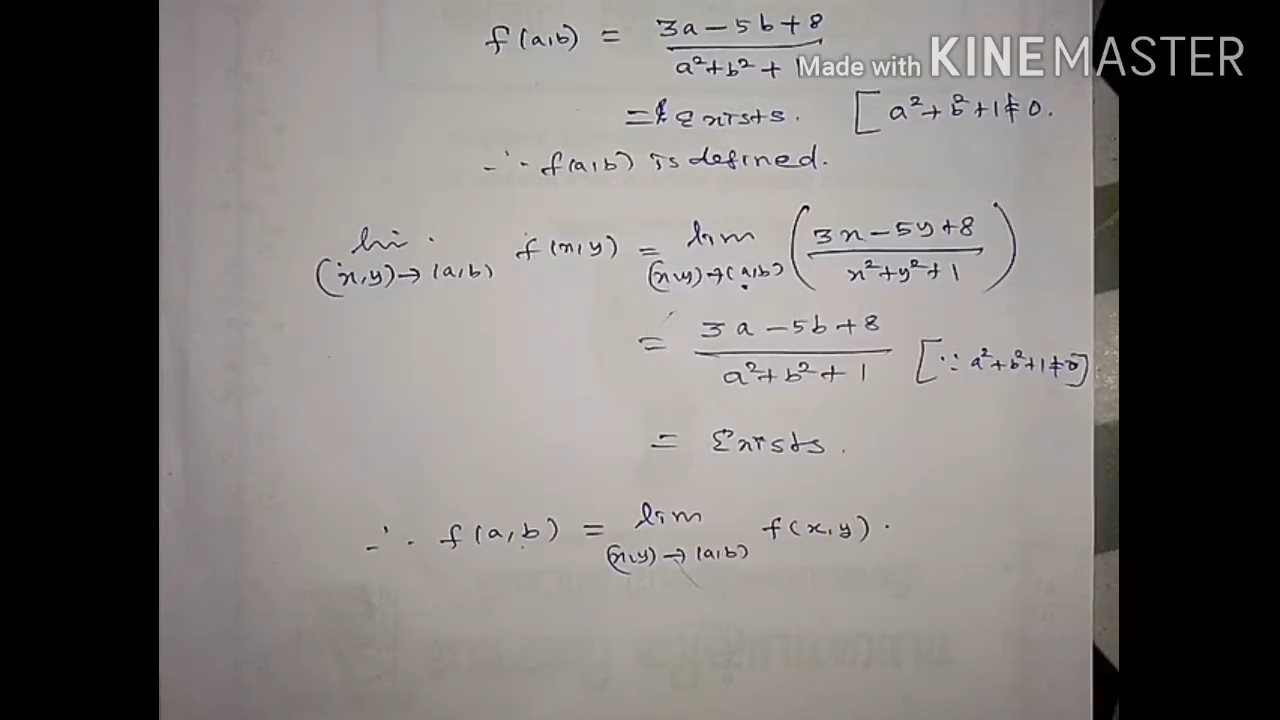 f(a,b) = 3a-5b+8 / a²+b²+1
Made with KINEMASTER
= Exists. [a²+b²+1≠0.
∴ f(a,b) is defined.
lim (x,y)→(a,b) f(x,y) = lim (x,y)→(a,b) (3x-5y+8 / x²+y²+1)
= 3a-5b+8 / a²+b²+1 [∵ a²+b²+1≠0]
= Exists.
∴ f(a,b) = lim (x,y)→(a,b) f(x,y).